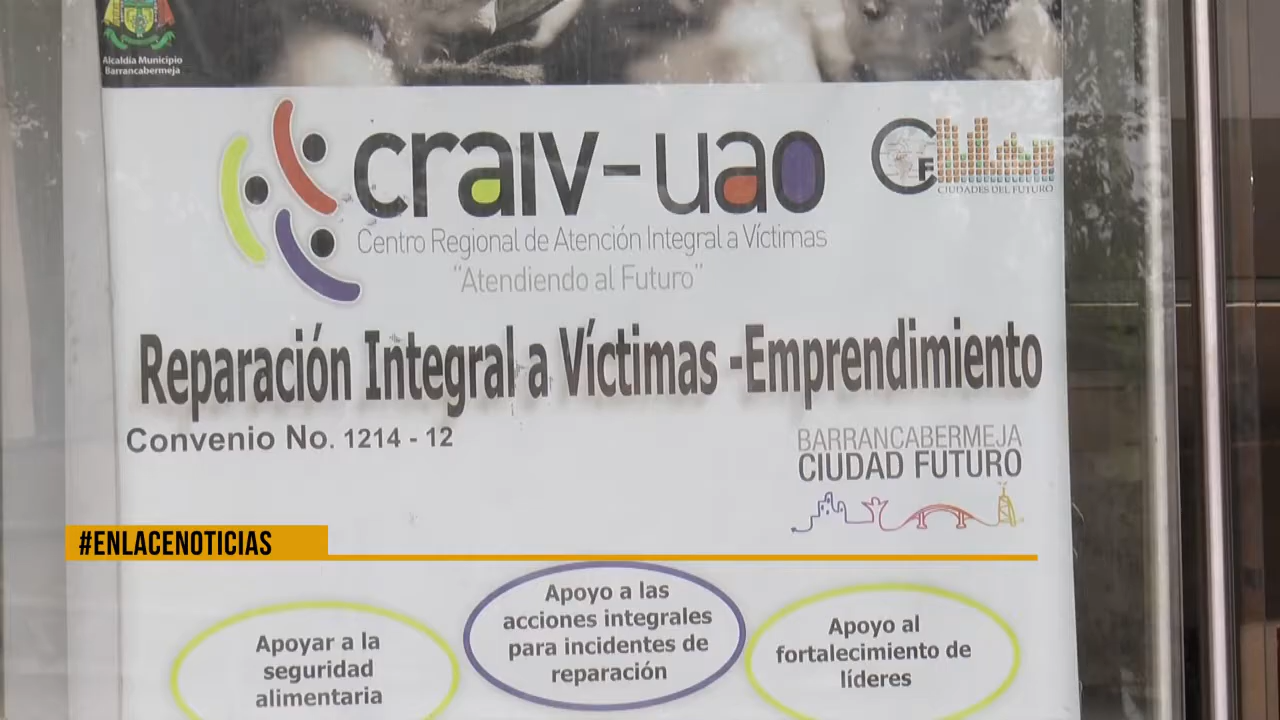 Alcaldía Municipio
Barrancabermeja
craiv-uao
Centro Regional de Atención Integral a Víctimas
"Atendiendo al Futuro"
CF
CIUDADES DEL FUTURO
Reparación Integral a Víctimas -Emprendimiento
Convenio No. 1214 - 12
BARRANCABERMEJA
CIUDAD FUTURO
#ENLACENOTICIAS
Apoyar a la
seguridad
alimentaria
Apoyo a las
acciones integrales
para incidentes de
reparación
Apoyo al
fortalecimiento de
líderes